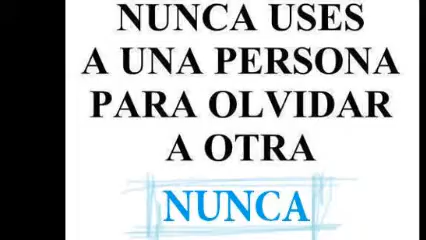 NUNCA USES
A UNA PERSONA
PARA OLVIDAR
A OTRA
NUNCA